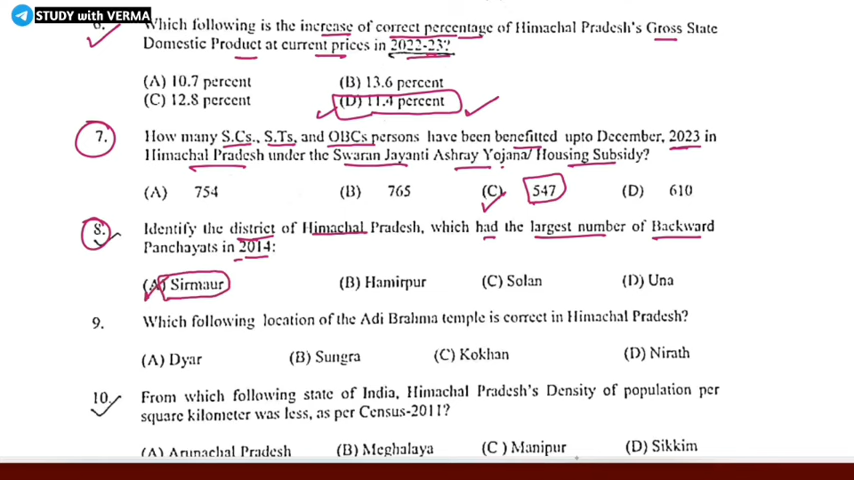 STUDY with VERMA
6. Which following is the increase of correct percentage of Himachal Pradesh's Gross State
Domestic Product at current prices in 2022-23?
(A) 10.7 percent (B) 13.6 percent
(C) 12.8 percent (D) 11.4 percent
7. How many S.Cs., S.Ts, and OBCs persons have been benefitted upto December, 2023 in
Himachal Pradesh under the Swaran Jayanti Ashray Yojana/ Housing Subsidy?
(A) 754 (B) 765 (C) 547 (D) 610
8. Identify the district of Himachal Pradesh, which had the largest number of Backward
Panchayats in 2014:
(A) Sirmaur (B) Hamirpur (C) Solan (D) Una
9. Which following location of the Adi Brahma temple is correct in Himachal Pradesh?
(A) Dyar (B) Sungra (C) Kokhan (D) Nirath
10. From which following state of India, Himachal Pradesh's Density of population per
square kilometer was less, as per Census-2011?
(A) Arunachal Pradesh (B) Meghalaya (C ) Manipur (D) Sikkim